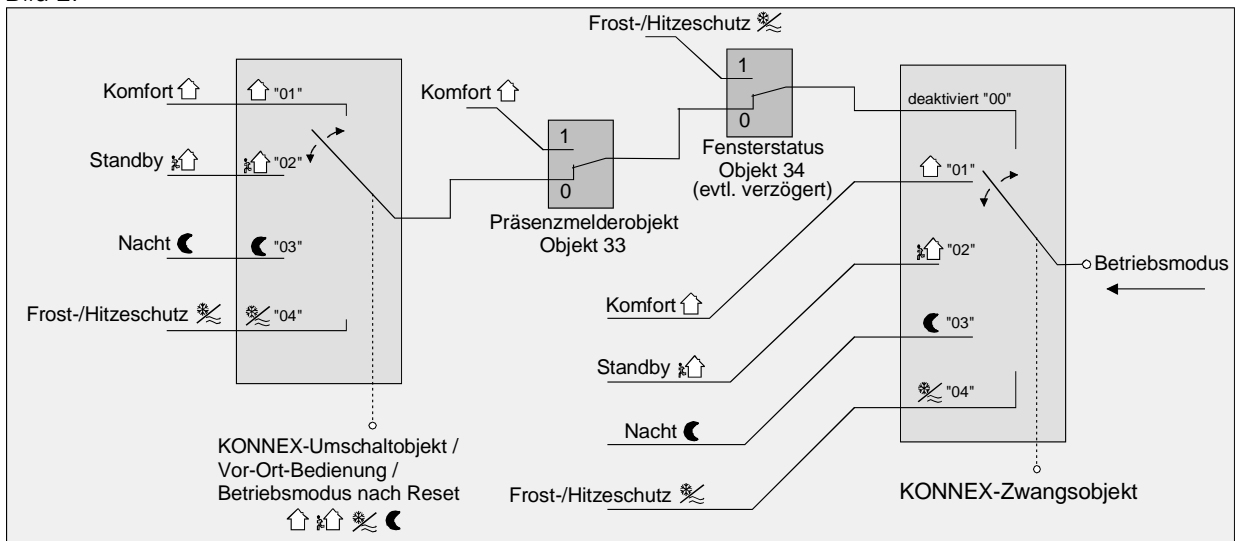 Frost-/Hitzeschutz
1
0
Fensterstatus
Objekt 34
(evtl. verzögert)
Komfort
"01"
Standby
"02"
Nacht
"03"
Frost-/Hitzeschutz
"04"
KONNEX-Umschaltobjekt /
Vor-Ort-Bedienung /
Betriebsmodus nach Reset
Komfort
1
0
Präsenzmelderobjekt
Objekt 33
deaktiviert "00"
"01"
"02"
"03"
"04"
Komfort
Standby
Nacht
Frost-/Hitzeschutz
Betriebsmodus
KONNEX-Zwangsobjekt